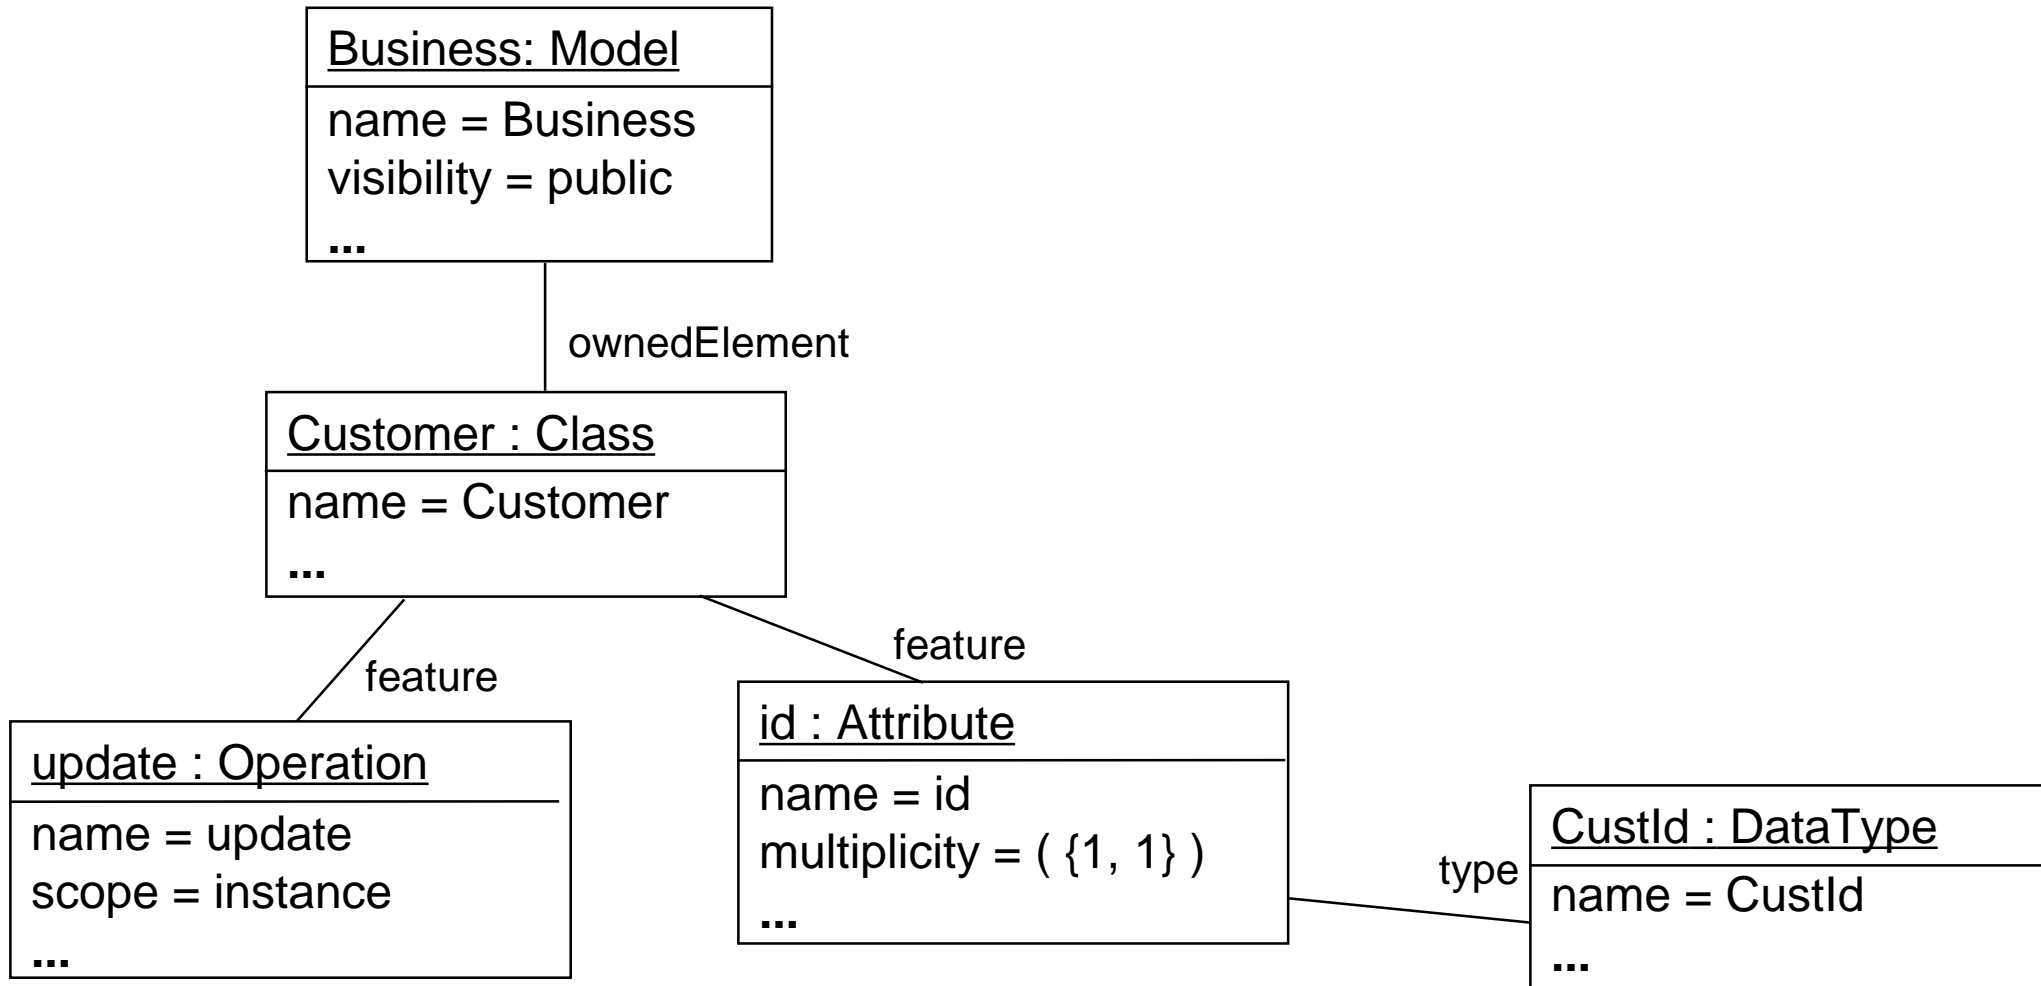 Business: Model
name = Business
visibility = public
...
ownedElement
Customer : Class
name = Customer
...
feature
feature
update : Operation
name = update
scope = instance
...
id : Attribute
name = id
multiplicity = ( {1, 1} )
...
type
CustId : DataType
name = CustId
...